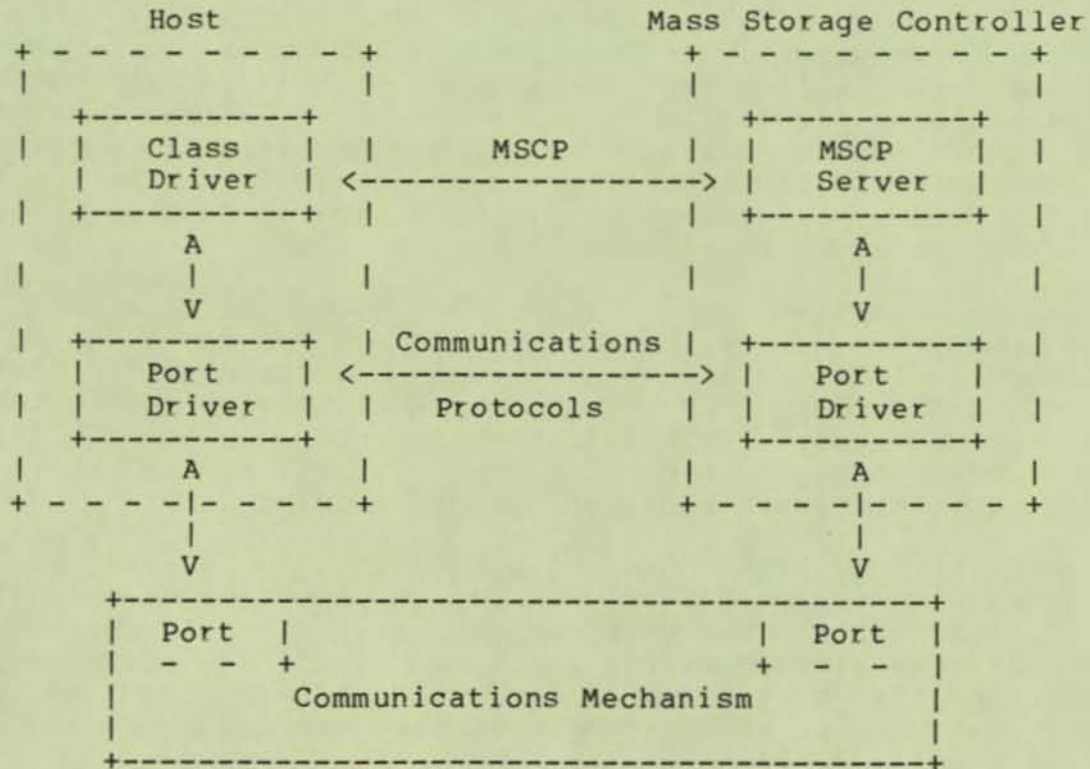 Host Mass Storage Controller
Class MSCP MSCP
Driver Server
Port Communications Port
Driver Protocols Driver
Port Port
Communications Mechanism